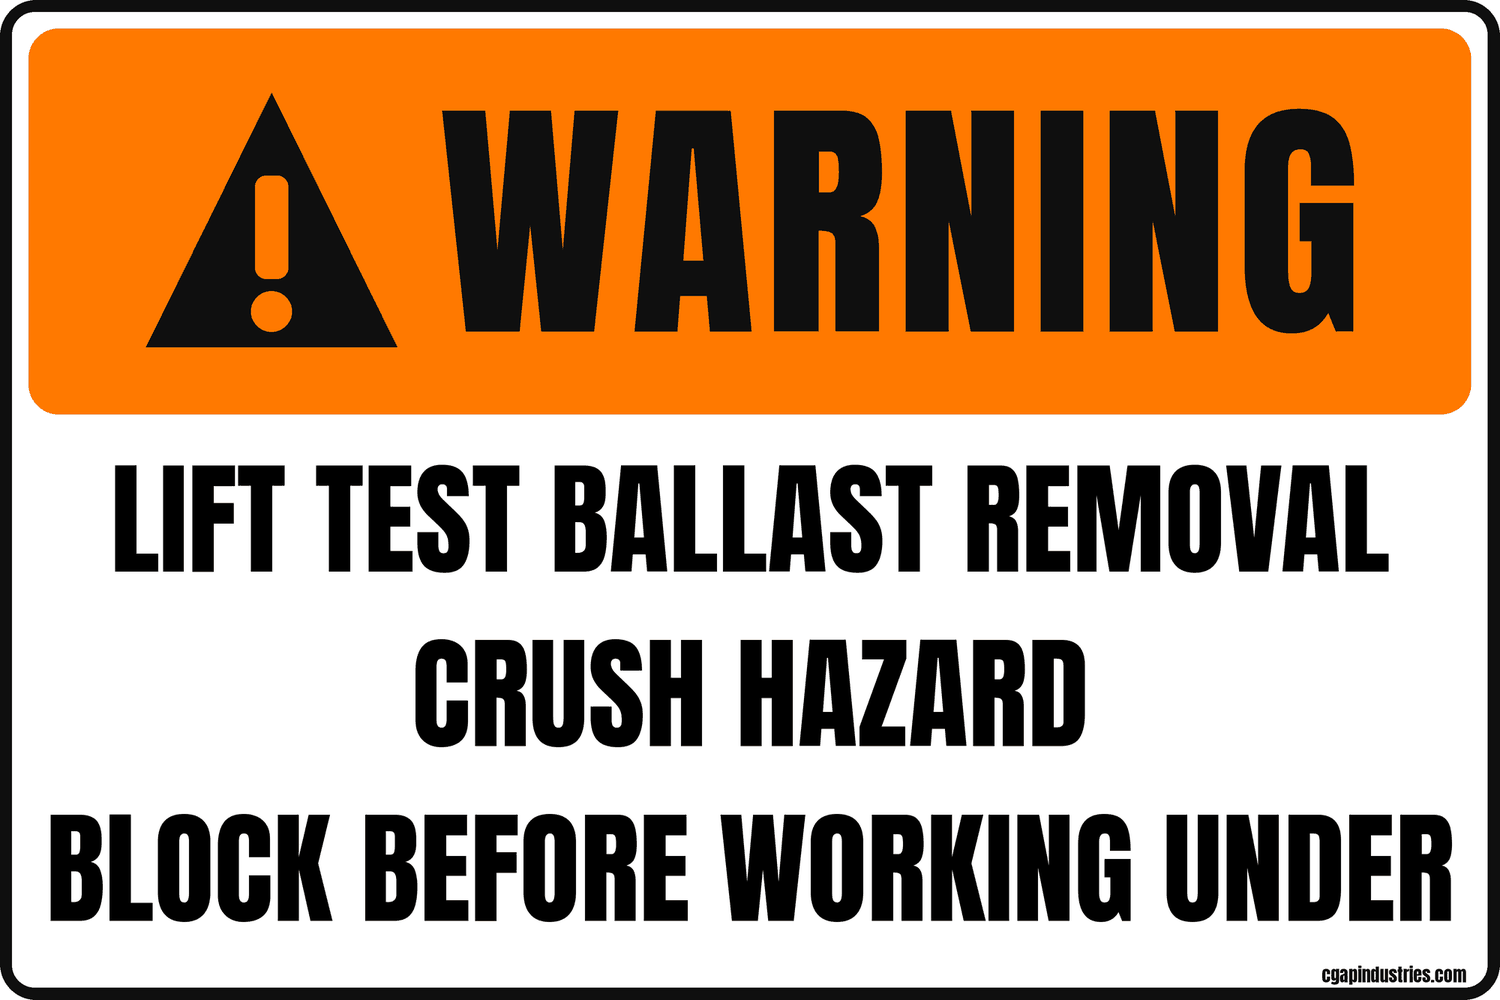 WARNING
LIFT TEST BALLAST REMOVAL
CRUSH HAZARD
BLOCK BEFORE WORKING UNDER
cgapindustries.com